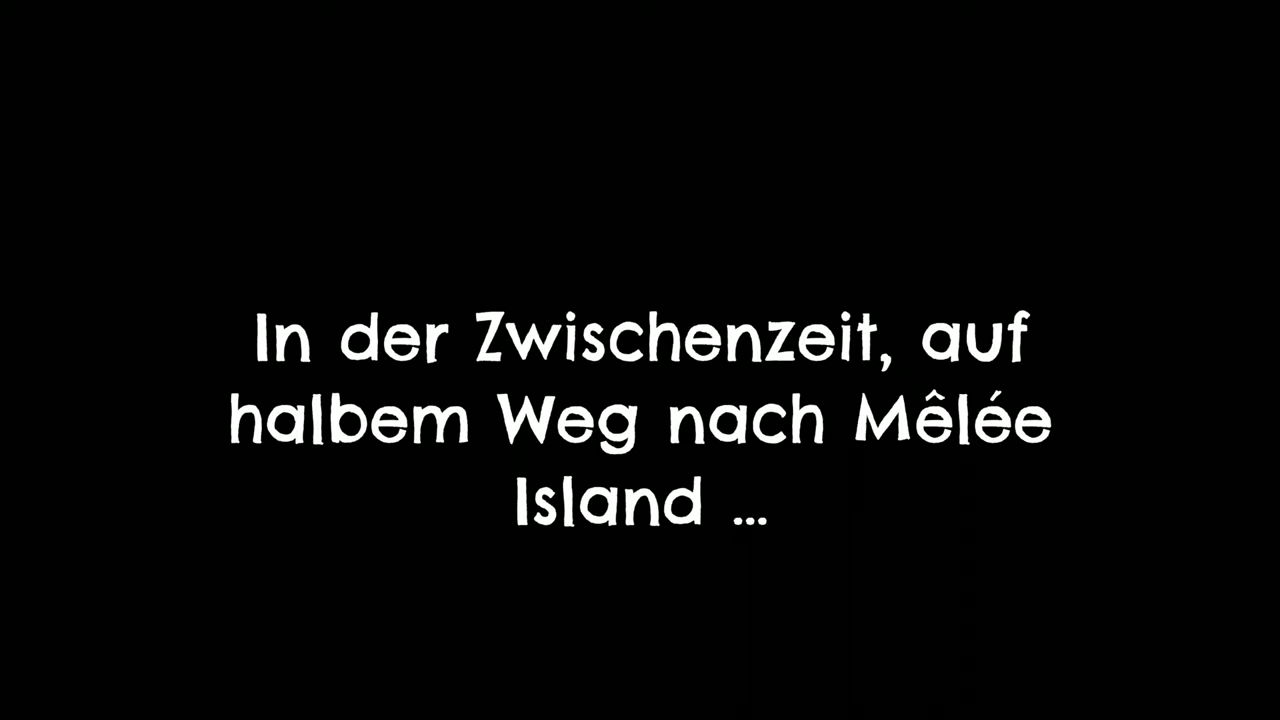 In der Zwischenzeit, auf
halbem Weg nach Mêlée
Island ...